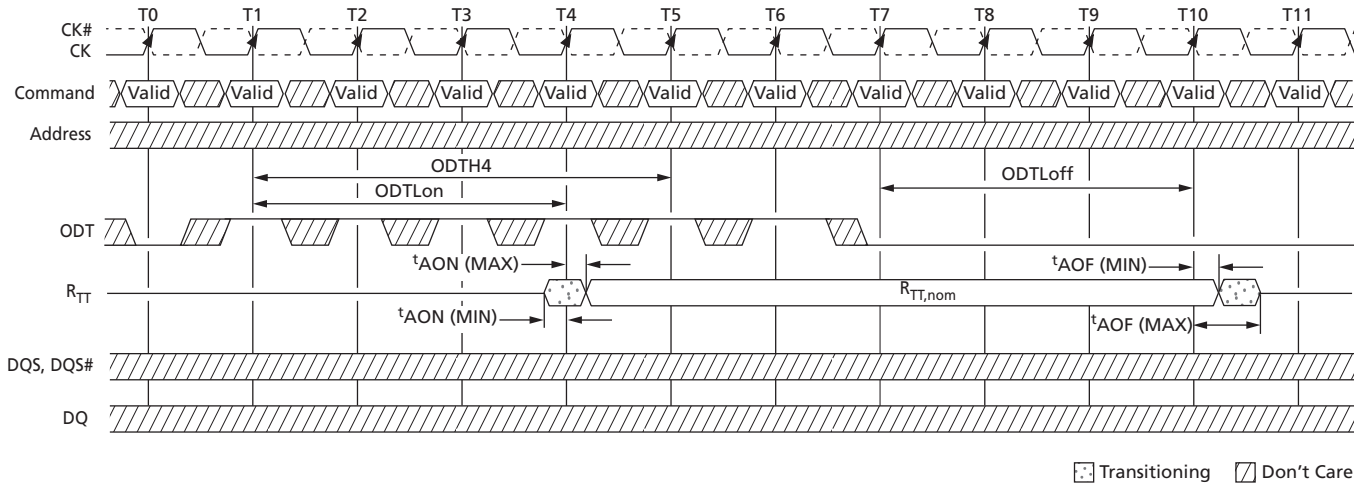 T0 T1 T2 T3 T4 T5 T6 T7 T8 T9 T10 T11
CK#
CK
Command Valid Valid Valid Valid Valid Valid Valid Valid Valid Valid Valid Valid
Address
ODTH4
ODTLon
ODTLoff
ODT
tAON (MAX)
tAOF (MIN)
RTT
RTT,nom
tAON (MIN)
tAOF (MAX)
DQS, DQS#
DQ
Transitioning Don't Care